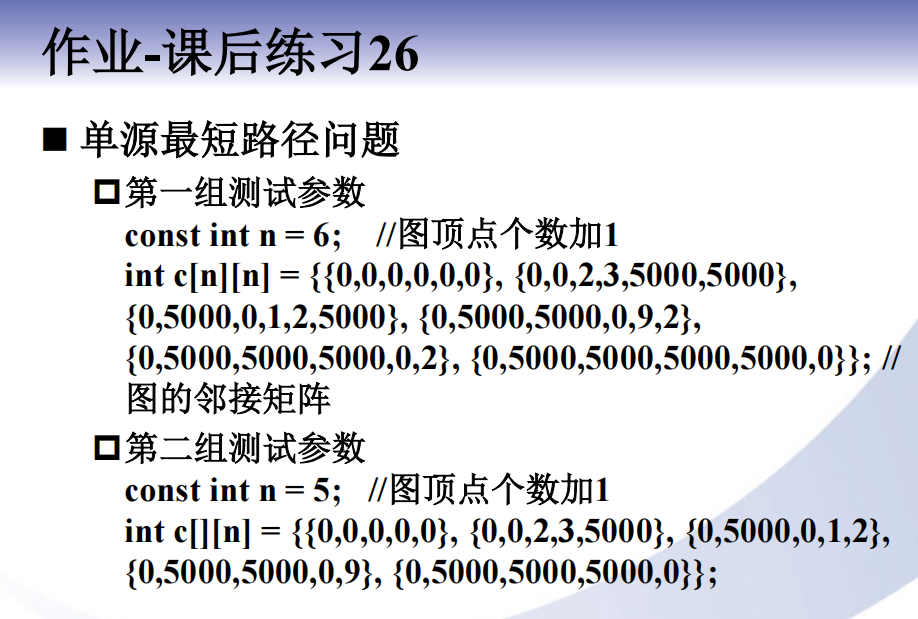 作业-课后练习26
■ 单源最短路径问题
第一组测试参数
const int n = 6; //图顶点个数加1
int c[n][n] = {{0,0,0,0,0,0}, {0,0,2,3,5000,5000},
{0,5000,0,1,2,5000}, {0,5000,5000,0,9,2},
{0,5000,5000,5000,0,2}, {0,5000,5000,5000,5000,0}}; //
图的邻接矩阵
第二组测试参数
const int n = 5; //图顶点个数加1
int c[][n] = {{0,0,0,0,0}, {0,0,2,3,5000}, {0,5000,0,1,2},
{0,5000,5000,0,9}, {0,5000,5000,5000,0}};